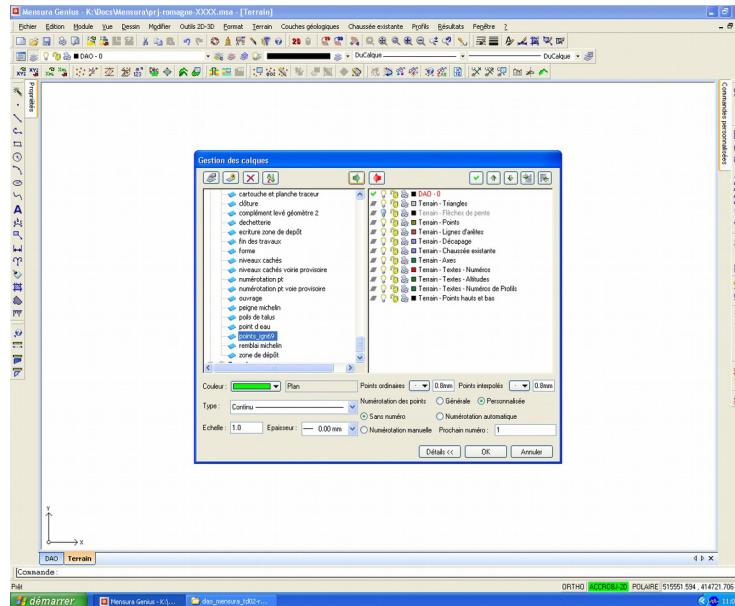 Mensura Genius - K:\Docs\Mensura\prj-romagne-XXXX.msa - [Terrain]
Fichier Edition Module Vue Dessin Modifier Outils 2D-3D Format Terrain Couches géologiques Chaussée existante Profils Résultats Fenêtre ?
DAO - 0
DuCalque
DuCalque
Propriétés
Commandes personnalisées
Gestion des calques
cartouche et planche traceur
clôture
complément levé géomètre 2
dechetterie
ecriture zone de depôt
fin des travaux
forme
niveaux cachés
niveaux cachés voirie provisoire
numérotation pt
numérotation pt voie provisoire
ouvrage
peigne michelin
poils de talus
point d eau
points_ign69
remblai michelin
zone de dépôt
DAO - 0
Terrain - Triangles
Terrain - Flèches de pente
Terrain - Points
Terrain - Lignes d'arêtes
Terrain - Décapage
Terrain - Chaussée existante
Terrain - Axes
Terrain - Textes - Numéros
Terrain - Textes - Altitudes
Terrain - Textes - Numéros de Profils
Terrain - Points hauts et bas
Couleur : Plan
Points ordinaires 0.8mm Points interpolés 0.8mm
Type : Continu
Numérotation des points Générale Personnalisée
Sans numéro Numérotation automatique
Echelle : 1.0 Epaisseur : 0.00 mm
Numérotation manuelle Prochain numéro : 1
Détails << OK Annuler
Y
X
DAO Terrain
Commande:
Prêt
ORTHO ACCROBJ-2D POLAIRE 515551.594 , 414721.706
démarrer
Mensura Genius - K:\...
dao_mensura_td02-r...